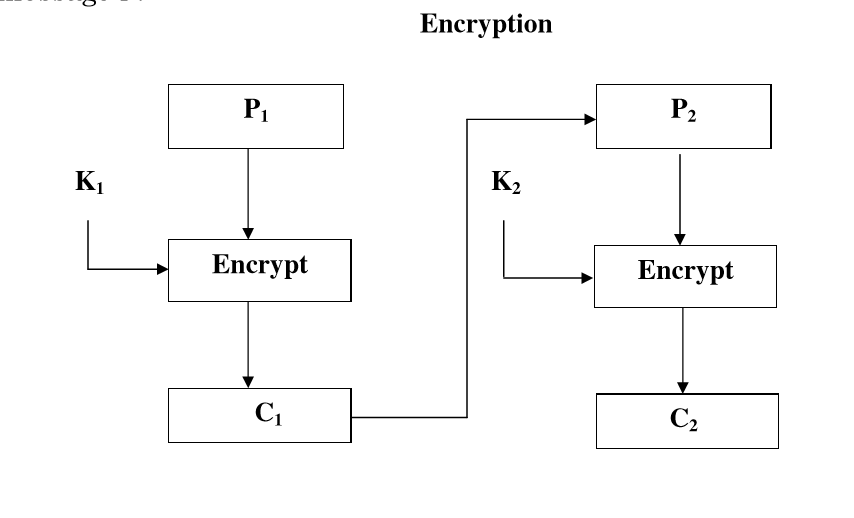 Encryption
P₁
P₂
K₁
K₂
Encrypt
Encrypt
C₁
C₂